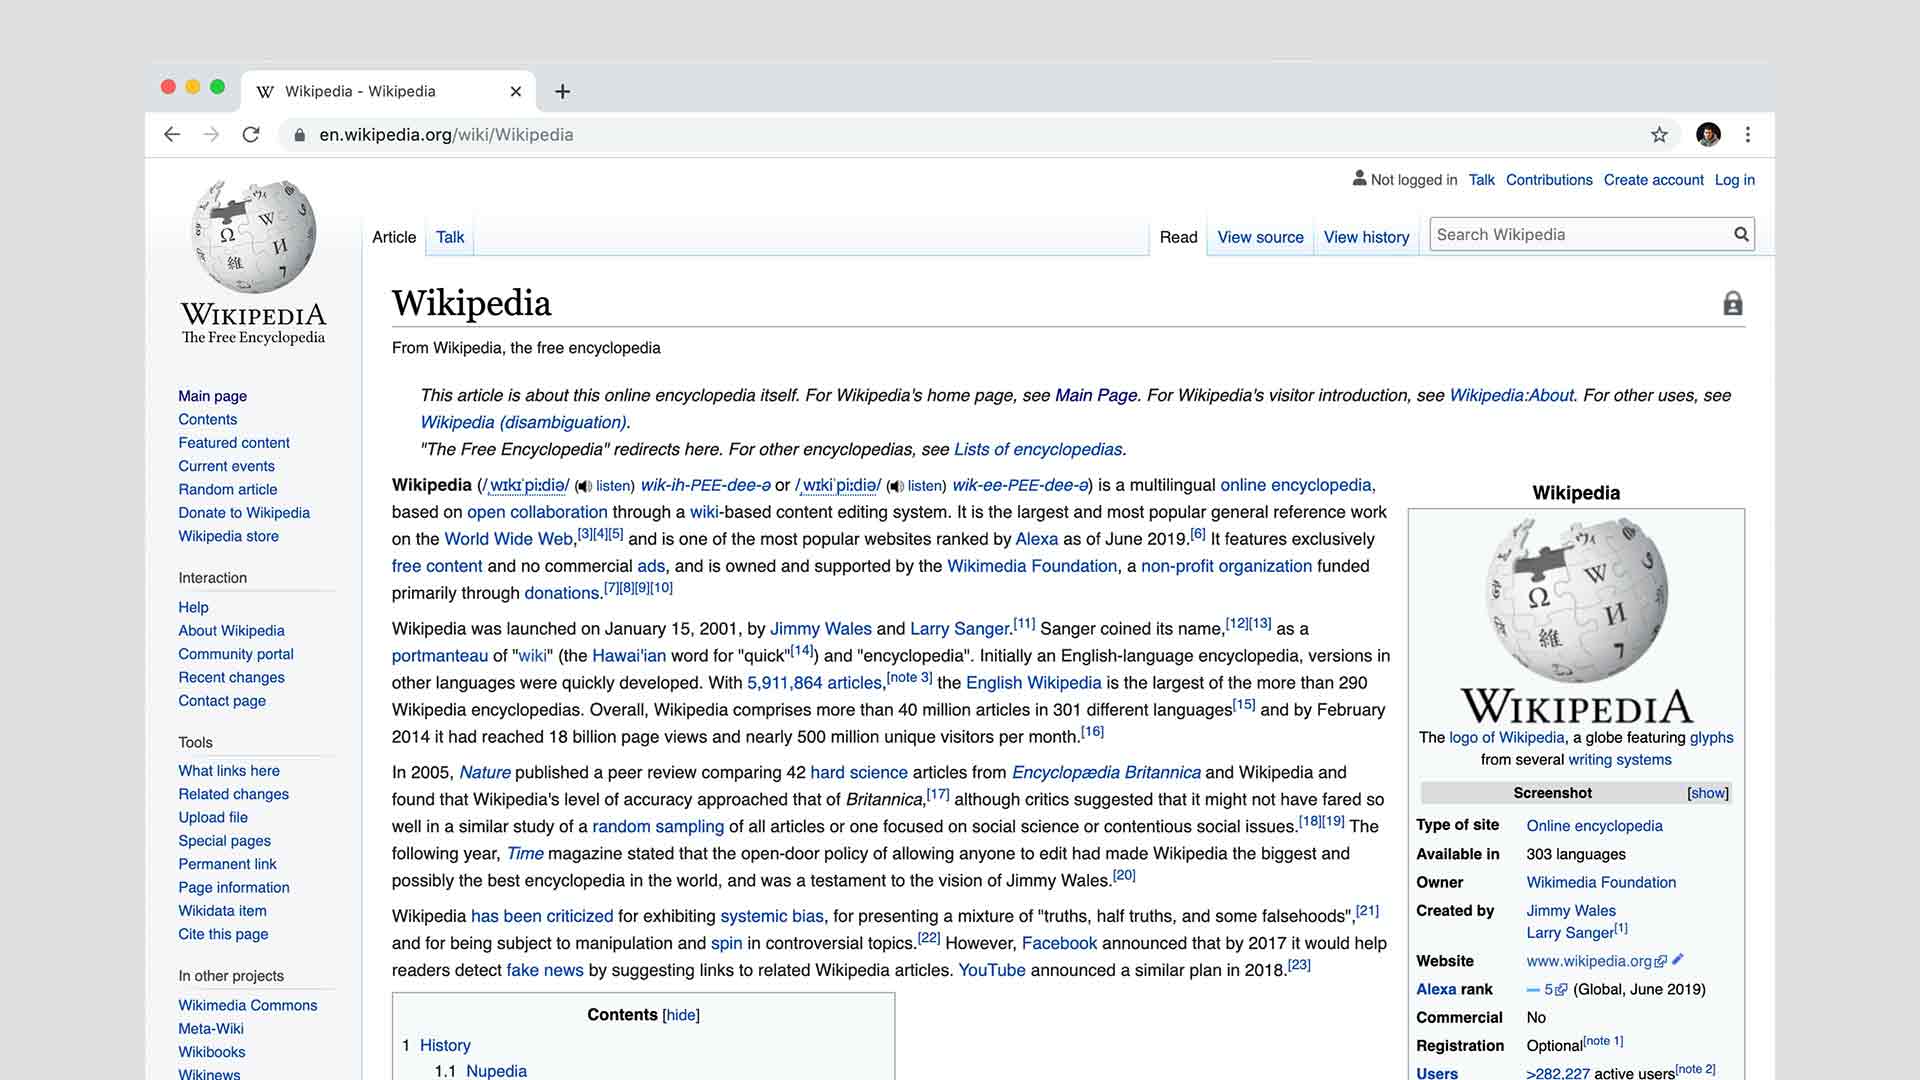 Wikipedia - Wikipedia
en.wikipedia.org/wiki/Wikipedia
Not logged in Talk Contributions Create account Log in
Article Talk Read View source View history Search Wikipedia
WIKIPEDIA
The Free Encyclopedia
Main page
Contents
Featured content
Current events
Random article
Donate to Wikipedia
Wikipedia store
Interaction
Help
About Wikipedia
Community portal
Recent changes
Contact page
Tools
What links here
Related changes
Upload file
Special pages
Permanent link
Page information
Wikidata item
Cite this page
In other projects
Wikimedia Commons
Meta-Wiki
Wikibooks
Wikinews
Wikipedia
From Wikipedia, the free encyclopedia
This article is about this online encyclopedia itself. For Wikipedia's home page, see Main Page. For Wikipedia's visitor introduction, see Wikipedia:About. For other uses, see
Wikipedia (disambiguation).
"The Free Encyclopedia" redirects here. For other encyclopedias, see Lists of encyclopedias.
Wikipedia (/ˌwɪkɪˈpiːdiə/ (listen) wik-ih-PEE-dee-ə or /ˌwɪkiˈpiːdiə/ (listen) wik-ee-PEE-dee-ə) is a multilingual online encyclopedia,
based on open collaboration through a wiki-based content editing system. It is the largest and most popular general reference work
on the World Wide Web,[3][4][5] and is one of the most popular websites ranked by Alexa as of June 2019.[6] It features exclusively
free content and no commercial ads, and is owned and supported by the Wikimedia Foundation, a non-profit organization funded
primarily through donations.[7][8][9][10]
Wikipedia was launched on January 15, 2001, by Jimmy Wales and Larry Sanger.[11] Sanger coined its name,[12][13] as a
portmanteau of "wiki" (the Hawai'ian word for "quick"[14]) and "encyclopedia". Initially an English-language encyclopedia, versions in
other languages were quickly developed. With 5,911,864 articles,[note 3] the English Wikipedia is the largest of the more than 290
Wikipedia encyclopedias. Overall, Wikipedia comprises more than 40 million articles in 301 different languages[15] and by February
2014 it had reached 18 billion page views and nearly 500 million unique visitors per month.[16]
In 2005, Nature published a peer review comparing 42 hard science articles from Encyclopædia Britannica and Wikipedia and
found that Wikipedia's level of accuracy approached that of Britannica,[17] although critics suggested that it might not have fared so
well in a similar study of a random sampling of all articles or one focused on social science or contentious social issues.[18][19] The
following year, Time magazine stated that the open-door policy of allowing anyone to edit had made Wikipedia the biggest and
possibly the best encyclopedia in the world, and was a testament to the vision of Jimmy Wales.[20]
Wikipedia has been criticized for exhibiting systemic bias, for presenting a mixture of "truths, half truths, and some falsehoods",[21]
and for being subject to manipulation and spin in controversial topics.[22] However, Facebook announced that by 2017 it would help
readers detect fake news by suggesting links to related Wikipedia articles. YouTube announced a similar plan in 2018.[23]
Contents [hide]
1 History
1.1 Nupedia
Wikipedia
WIKIPEDIA
The logo of Wikipedia, a globe featuring glyphs
from several writing systems
Screenshot [show]
Type of site Online encyclopedia
Available in 303 languages
Owner Wikimedia Foundation
Created by Jimmy Wales
Larry Sanger[1]
Website www.wikipedia.org
Alexa rank 5 (Global, June 2019)
Commercial No
Registration Optional[note 1]
Users >282,227 active users[note 2]